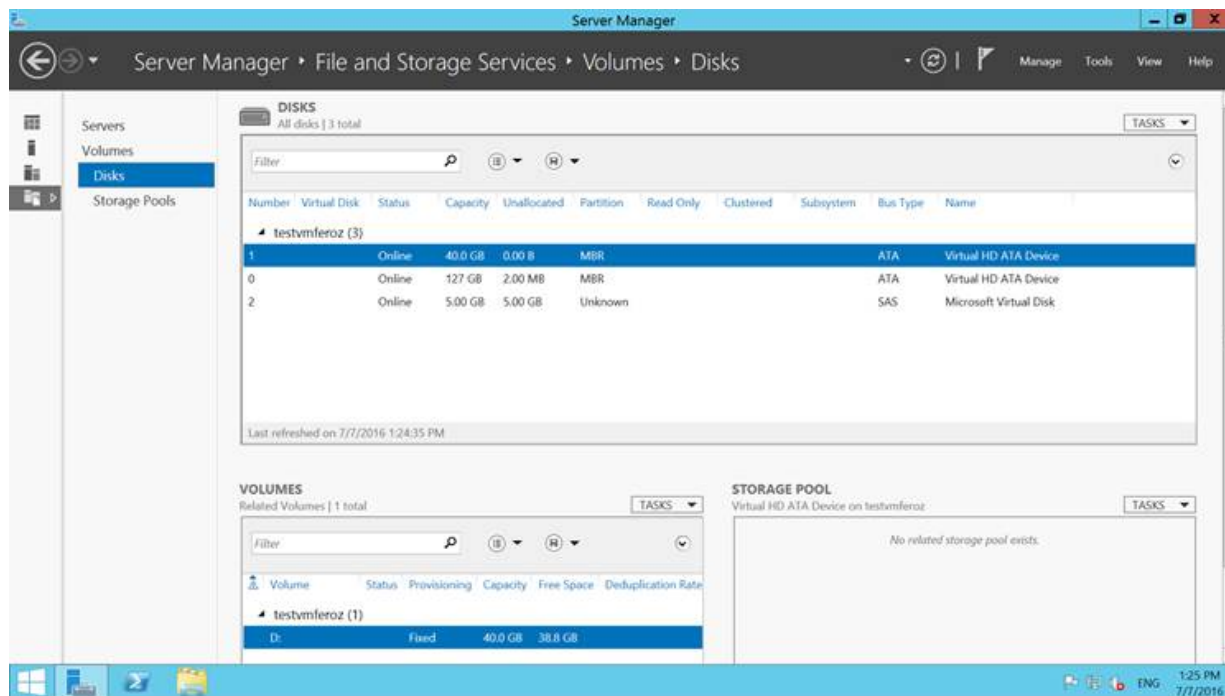 Server Manager
Server Manager ‣ File and Storage Services ‣ Volumes ‣ Disks
Manage Tools View Help
Servers
Volumes
Disks
Storage Pools
DISKS
All disks | 3 total
TASKS
Filter
Number Virtual Disk Status Capacity Unallocated Partition Read Only Clustered Subsystem Bus Type Name
testvmferoz (3)
1 Online 40.0 GB 0.00 B MBR ATA Virtual HD ATA Device
0 Online 127 GB 2.00 MB MBR ATA Virtual HD ATA Device
2 Online 5.00 GB 5.00 GB Unknown SAS Microsoft Virtual Disk
Last refreshed on 7/7/2016 1:24:35 PM
VOLUMES
Related Volumes | 1 total
TASKS
Filter
Volume Status Provisioning Capacity Free Space Deduplication Rate
testvmferoz (1)
D: Fixed 40.0 GB 38.8 GB
STORAGE POOL
Virtual HD ATA Device on testvmferoz
TASKS
No related storage pool exists.
ENG
1:25 PM
7/7/2016